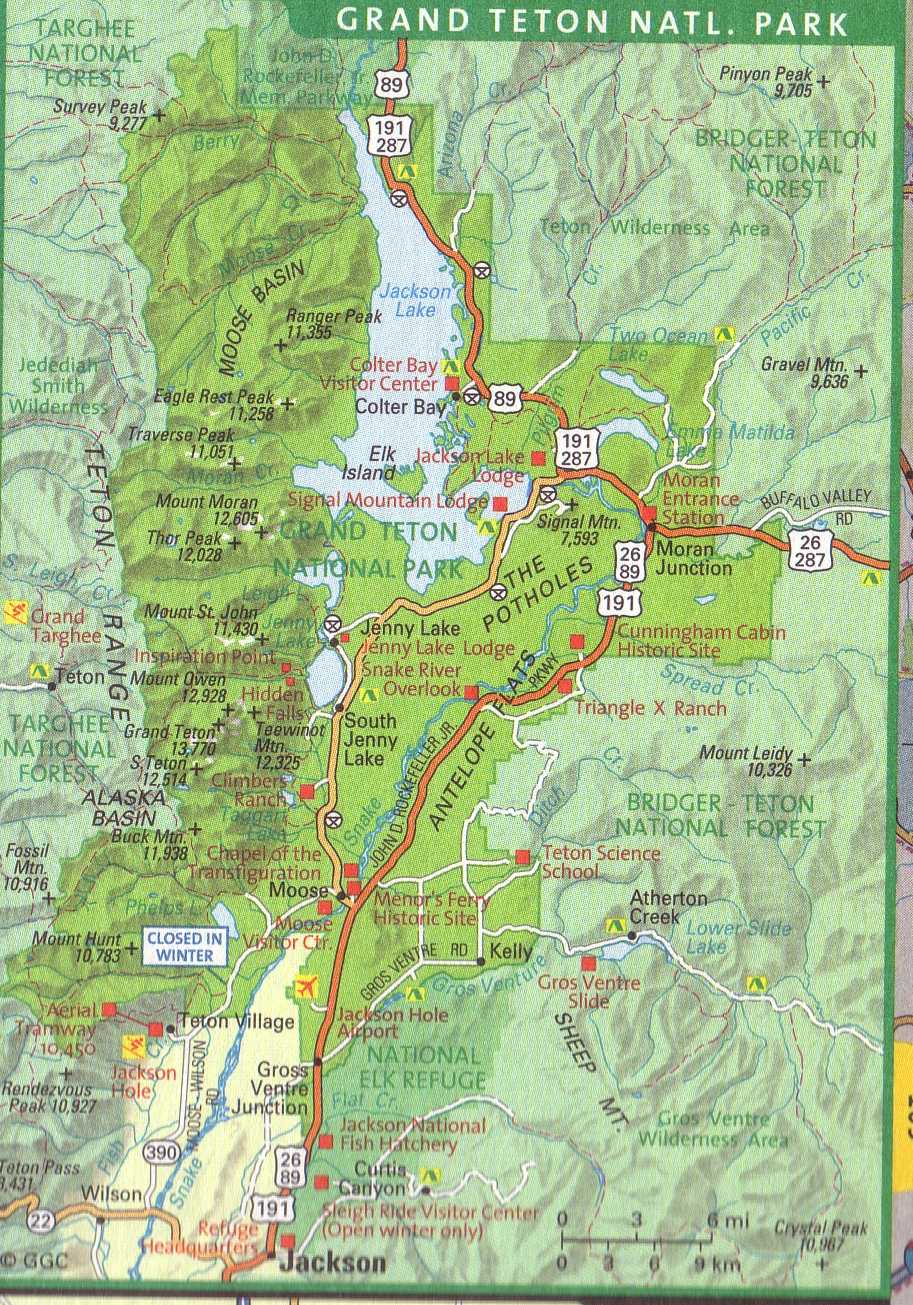 GRAND TETON NATL. PARK
TARGHEE
NATIONAL
FOREST
John D.
Rockefeller Jr.
Mem. Parkway
89
191
287
Arizona
Cr.
Pinyon Peak
9,705
Survey Peak
9,277
Berry
Cr.
BRIDGER-TETON
NATIONAL
FOREST
Teton Wilderness Area
Moose Cr.
MOOSE BASIN
Cr.
Pacific Cr.
Jackson
Lake
Ranger Peak
11,355
Two Ocean
Lake
Jedediah
Smith
Wilderness
Colter Bay
Visitor Center
Gravel Mtn.
9,636
Eagle Rest Peak
11,258
Colter Bay
89
Pilgrim
Traverse Peak
11,051
191
287
Emma Matilda
Lake
Elk
Island
Jackson Lake
Lodge
Moran Cr.
TETON RANGE
Mount Moran
12,605
Signal Mountain Lodge
Moran
Entrance
Station
BUFFALO VALLEY
RD
GRAND TETON
NATIONAL PARK
Signal Mtn.
7,593
Thor Peak
12,028
Moran
Junction
26
89
26
287
THE
POTHOLES
S. Leigh
Cr.
Leigh L.
191
Grand
Targhee
Mount St. John
11,430
Jenny
Lake
Jenny Lake
Jenny Lake Lodge
Cunningham Cabin
Historic Site
Inspiration Point
Snake River
Overlook
Teton
Mount Owen
12,928
Hidden
Falls
Spread Cr.
Triangle X Ranch
TARGHEE
NATIONAL
FOREST
Grand Teton
13,770
Teewinot
Mtn.
12,325
South
Jenny
Lake
ANTELOPE FLATS
JOHN D. ROCKEFELLER JR
PKWY
S. Teton
12,514
Mount Leidy
10,326
Climbers
Ranch
Cr.
Ditch
ALASKA
BASIN
Taggart
Lake
Snake
BRIDGER - TETON
NATIONAL FOREST
Buck Mtn.
11,938
Fossil
Mtn.
10,916
Chapel of the
Transfiguration
Teton Science
School
Moose
Menor's Ferry
Historic Site
Atherton
Creek
Phelps L.
Moose
Visitor Ctr.
Lower Slide
Lake
Mount Hunt
10,783
CLOSED IN
WINTER
GROS VENTRE RD
Kelly
Gros Venture
Gros Ventre
Slide
Aerial
Tramway
10,450
Teton Village
Jackson Hole
Airport
SHEEP MT.
Cr.
Jackson
Hole
Gross
Ventre
Junction
NATIONAL
ELK REFUGE
Rendezvous
Peak 10,927
MOOSE-WILSON
RD
Flat Cr.
Gros Ventre
Wilderness Area
390
Fish
Jackson National
Fish Hatchery
26
89
Curtis
Canyon
Teton Pass
8,431
Wilson
Snake
191
Sleigh Ride Visitor Center
(Open winter only)
22
Refuge
Headquarters
0 3 6 mi
0 3 6 9 km
Crystal Peak
10,967
© GGC
Jackson